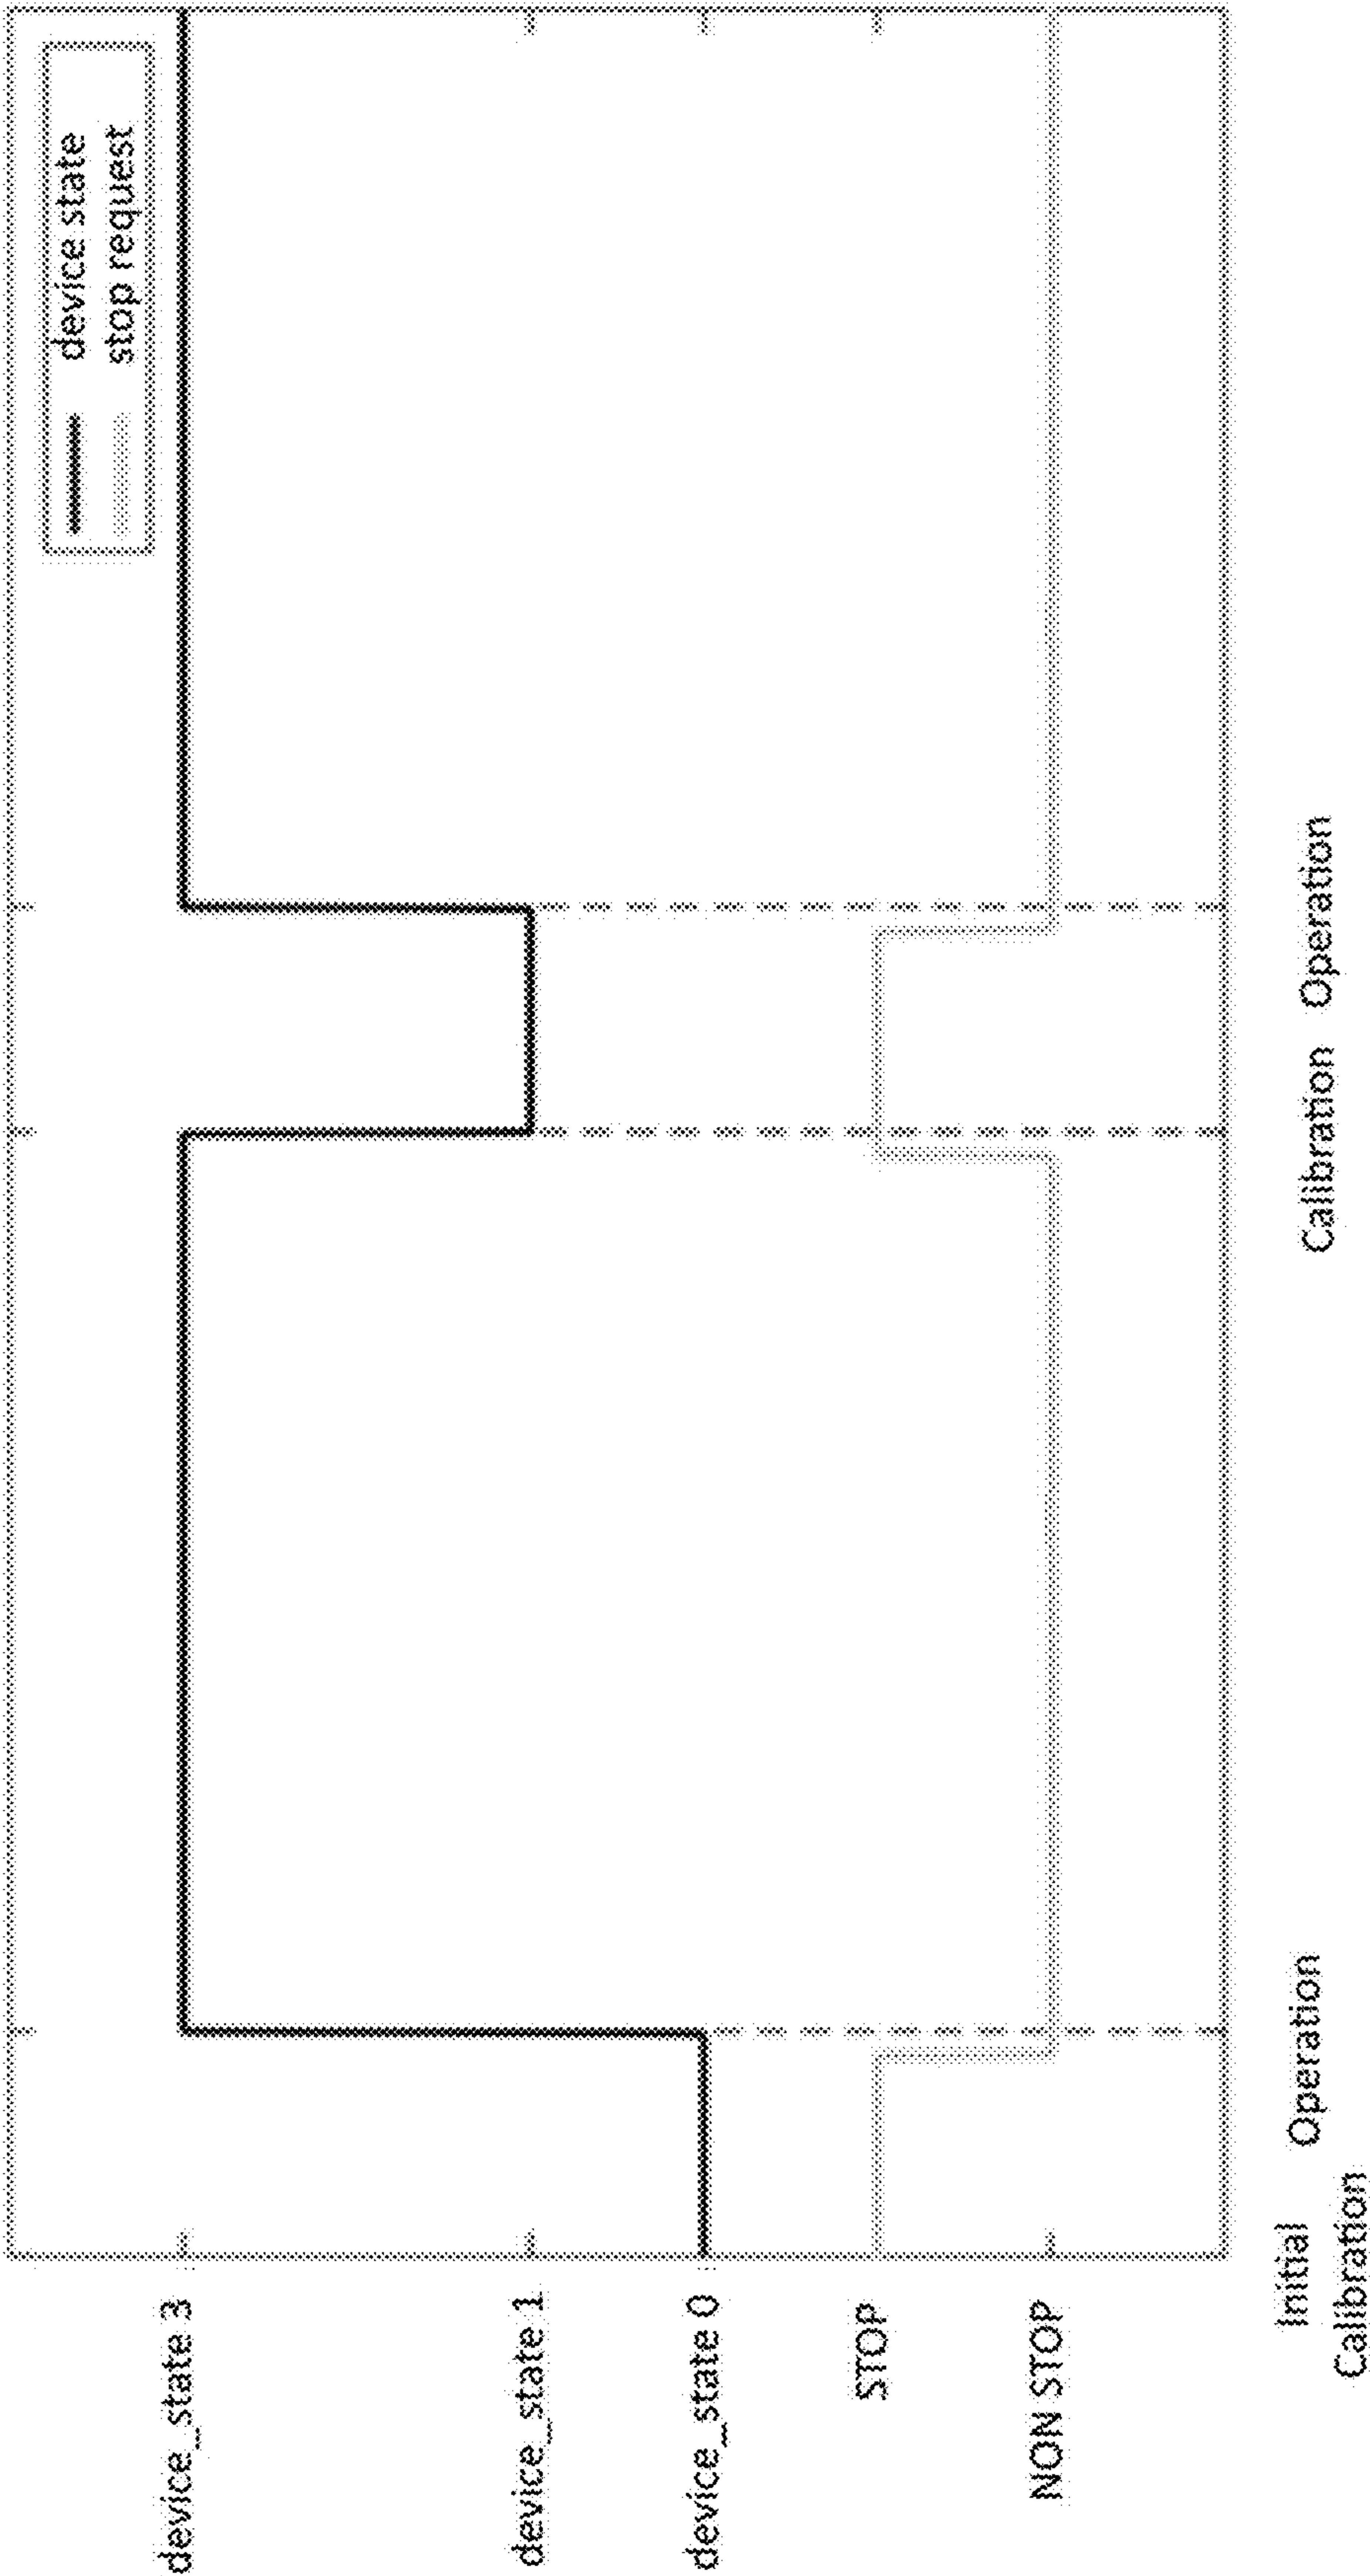 device state
stop request
device_state 3
device_state 1
device_state 0
STOP
NON STOP
Initial
Calibration
Operation
Calibration
Operation